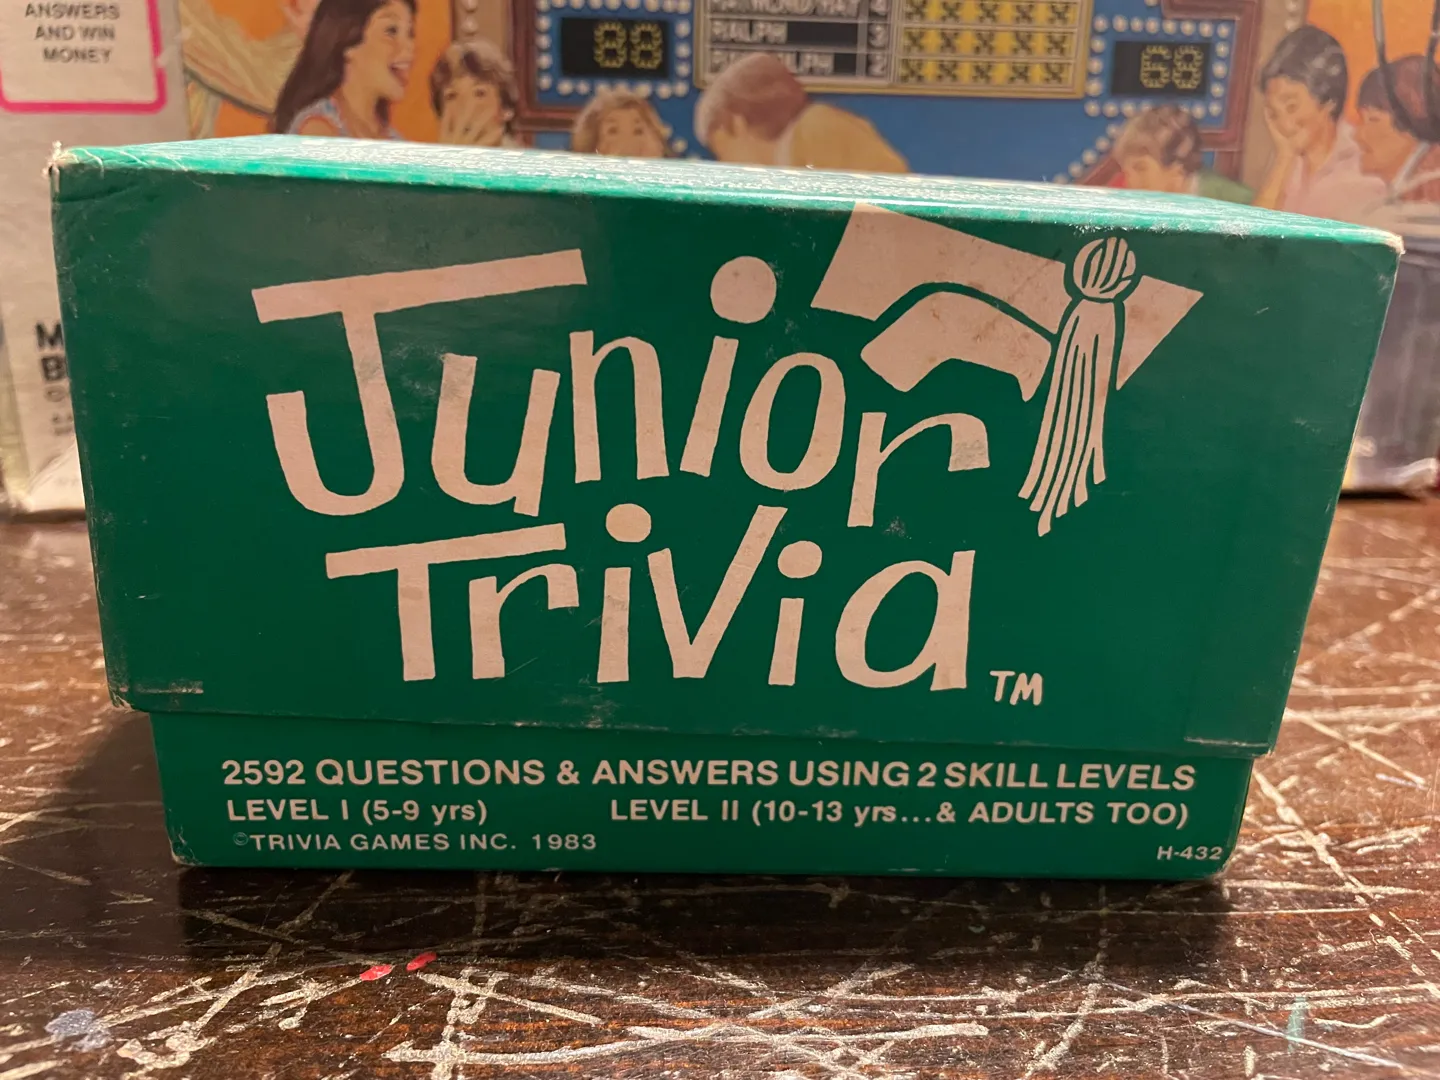 ANSWERS
AND WIN
MONEY
RALPH 3
Junior
Trivia TM
2592 QUESTIONS & ANSWERS USING 2 SKILL LEVELS
LEVEL I (5-9 yrs) LEVEL II (10-13 yrs...& ADULTS TOO)
©TRIVIA GAMES INC. 1983
H-432